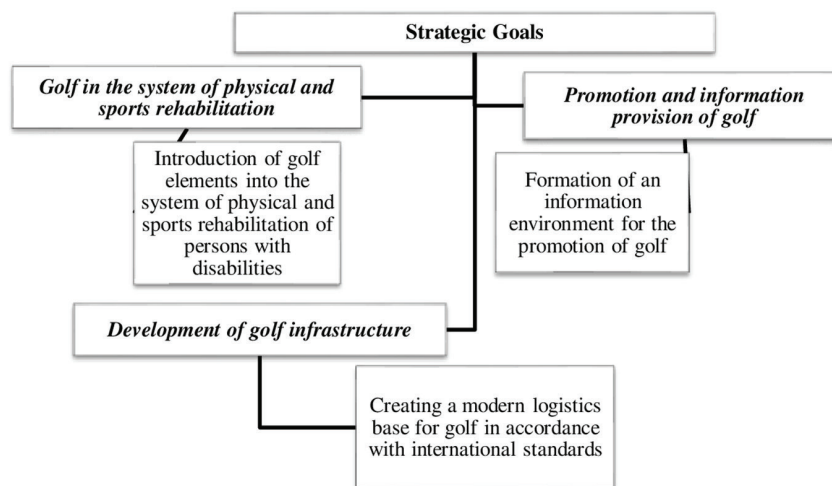 Strategic Goals
Golf in the system of physical and
sports rehabilitation
Promotion and information
provision of golf
Introduction of golf
elements into the
system of physical and
sports rehabilitation of
persons with
disabilities
Formation of an
information
environment for the
promotion of golf
Development of golf infrastructure
Creating a modern logistics
base for golf in accordance
with international standards